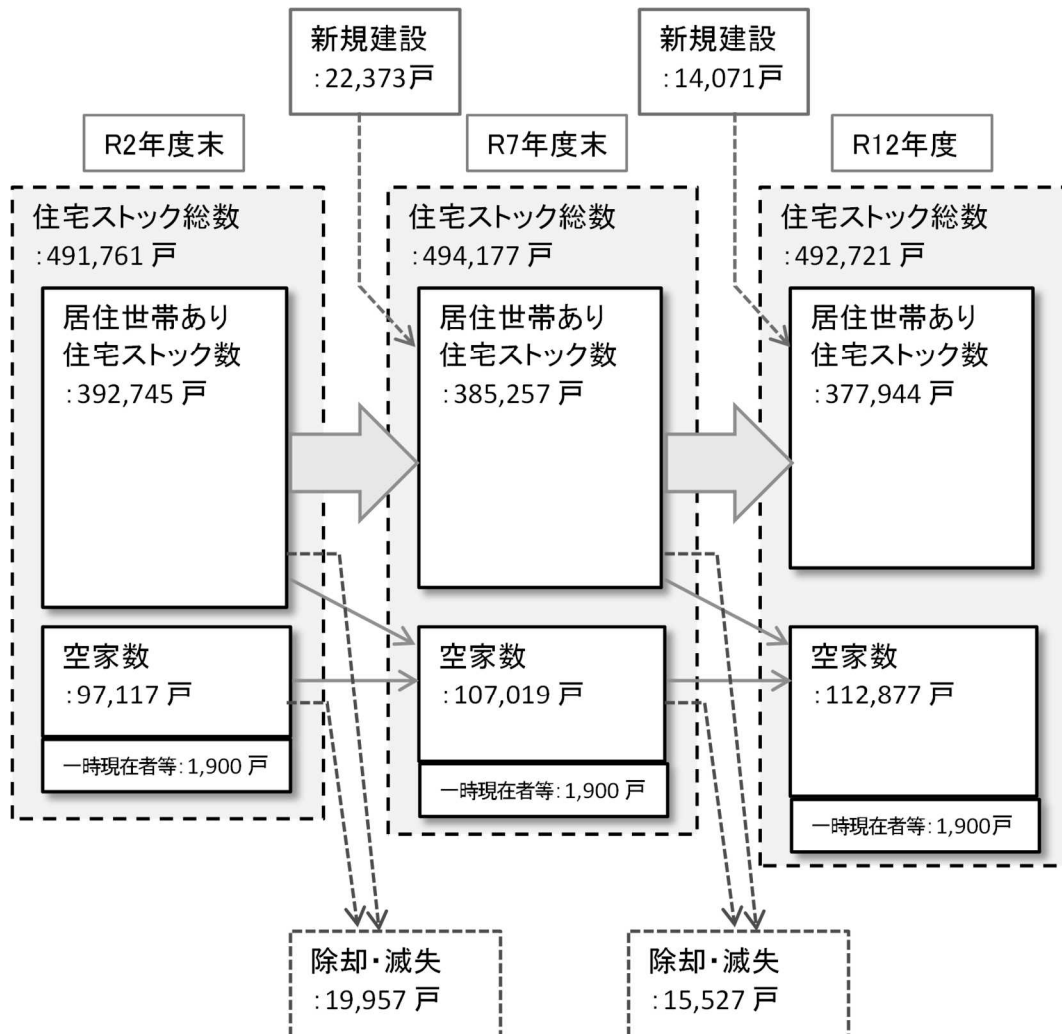 新規建設
:22,373戸
新規建設
:14,071戸
R2年度末
R7年度末
R12年度
住宅ストック総数
:491,761 戸
居住世帯あり
住宅ストック数
:392,745 戸
空家数
:97,117 戸
一時現在者等:1,900 戸
住宅ストック総数
:494,177 戸
居住世帯あり
住宅ストック数
:385,257 戸
空家数
:107,019 戸
一時現在者等:1,900 戸
住宅ストック総数
:492,721 戸
居住世帯あり
住宅ストック数
:377,944 戸
空家数
:112,877 戸
一時現在者等:1,900戸
除却・滅失
:19,957 戸
除却・滅失
:15,527 戸